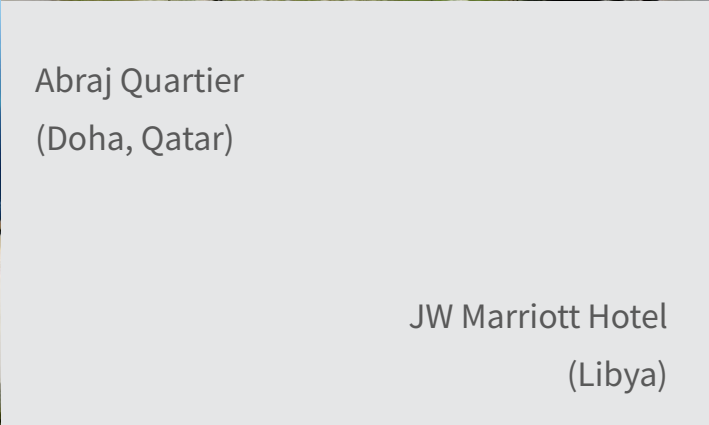 Abraj Quartier
(Doha, Qatar)
JW Marriott Hotel
(Libya)